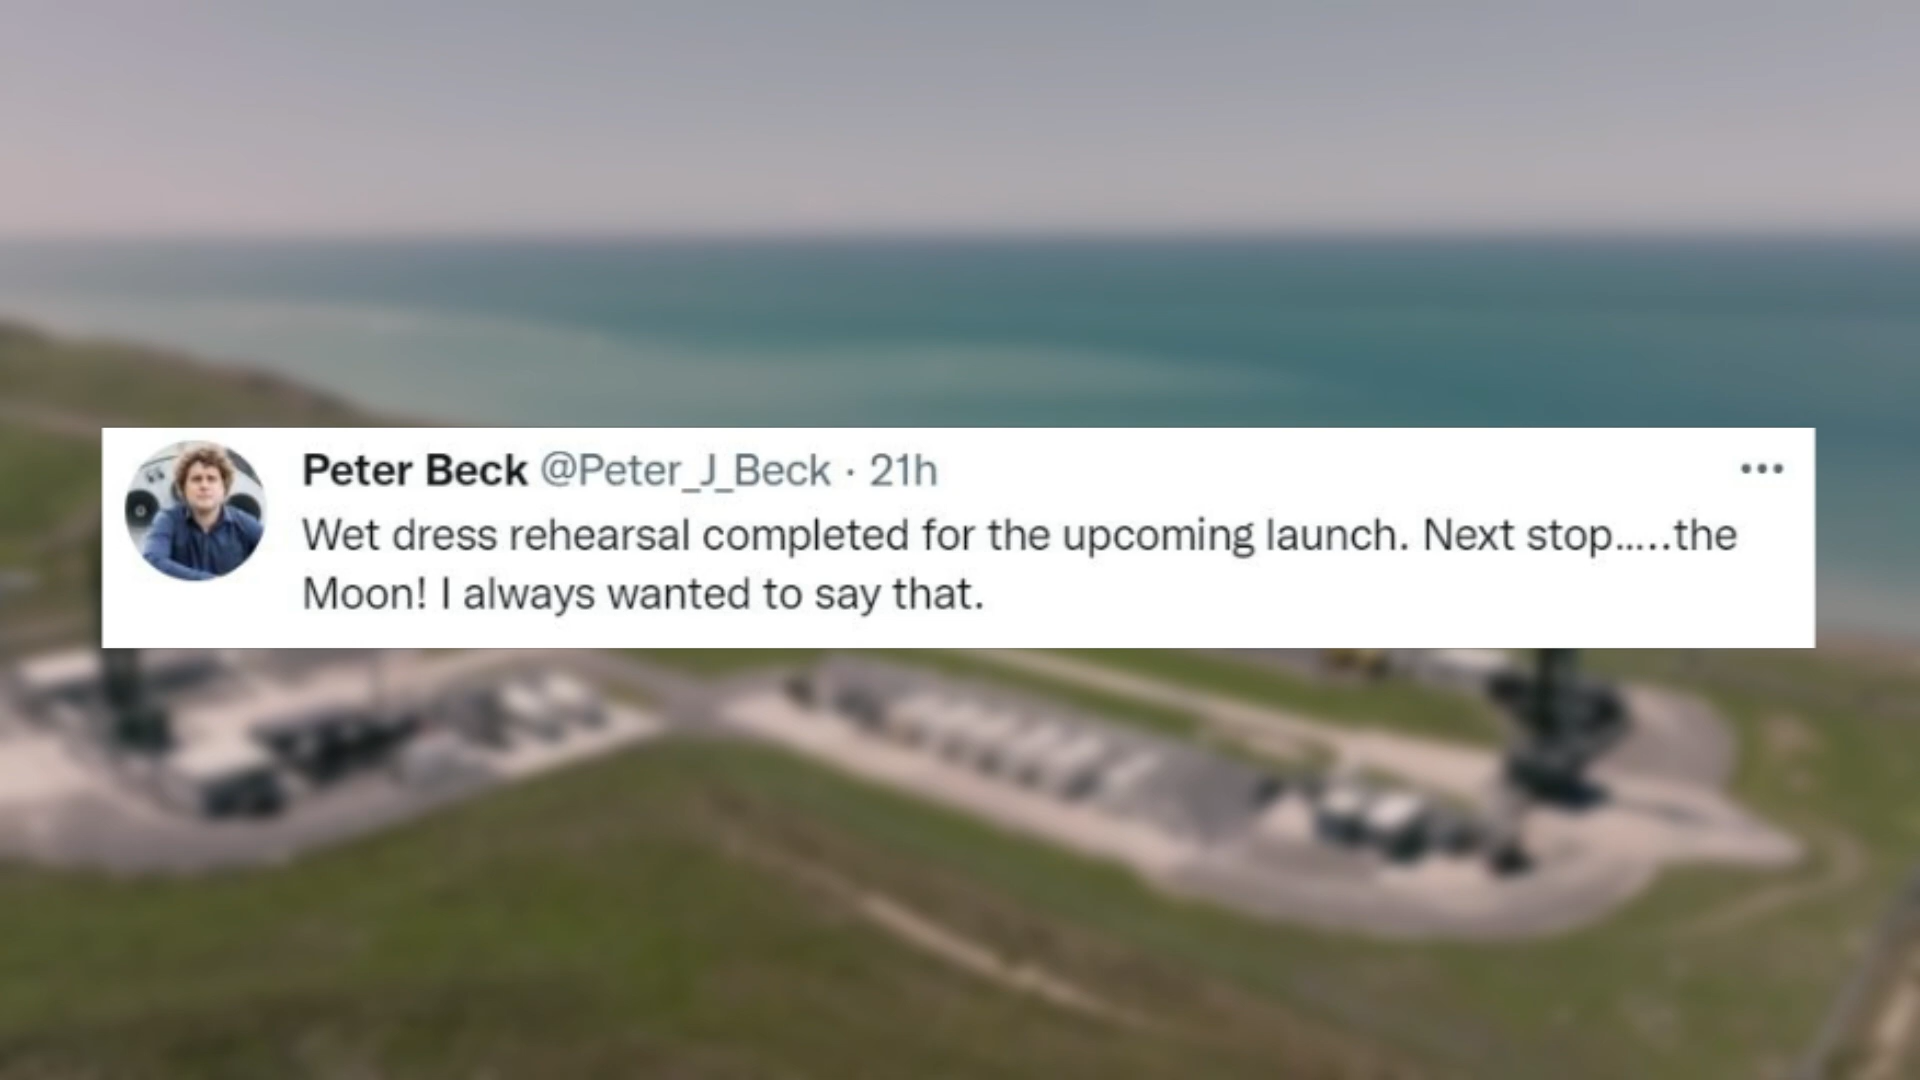 Peter Beck @Peter_J_Beck · 21h
Wet dress rehearsal completed for the upcoming launch. Next stop.....the
Moon! I always wanted to say that.